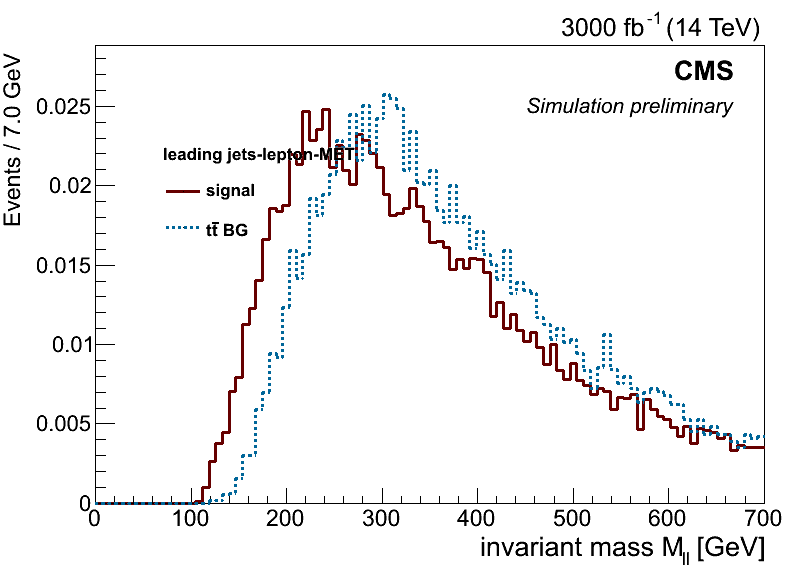 3000 fb⁻¹ (14 TeV)
CMS
Simulation preliminary
leading jets-lepton-MET
signal
tt̄ BG
Events / 7.0 GeV
0.025
0.02
0.015
0.01
0.005
0
0 100 200 300 400 500 600 700
invariant mass M_ll [GeV]